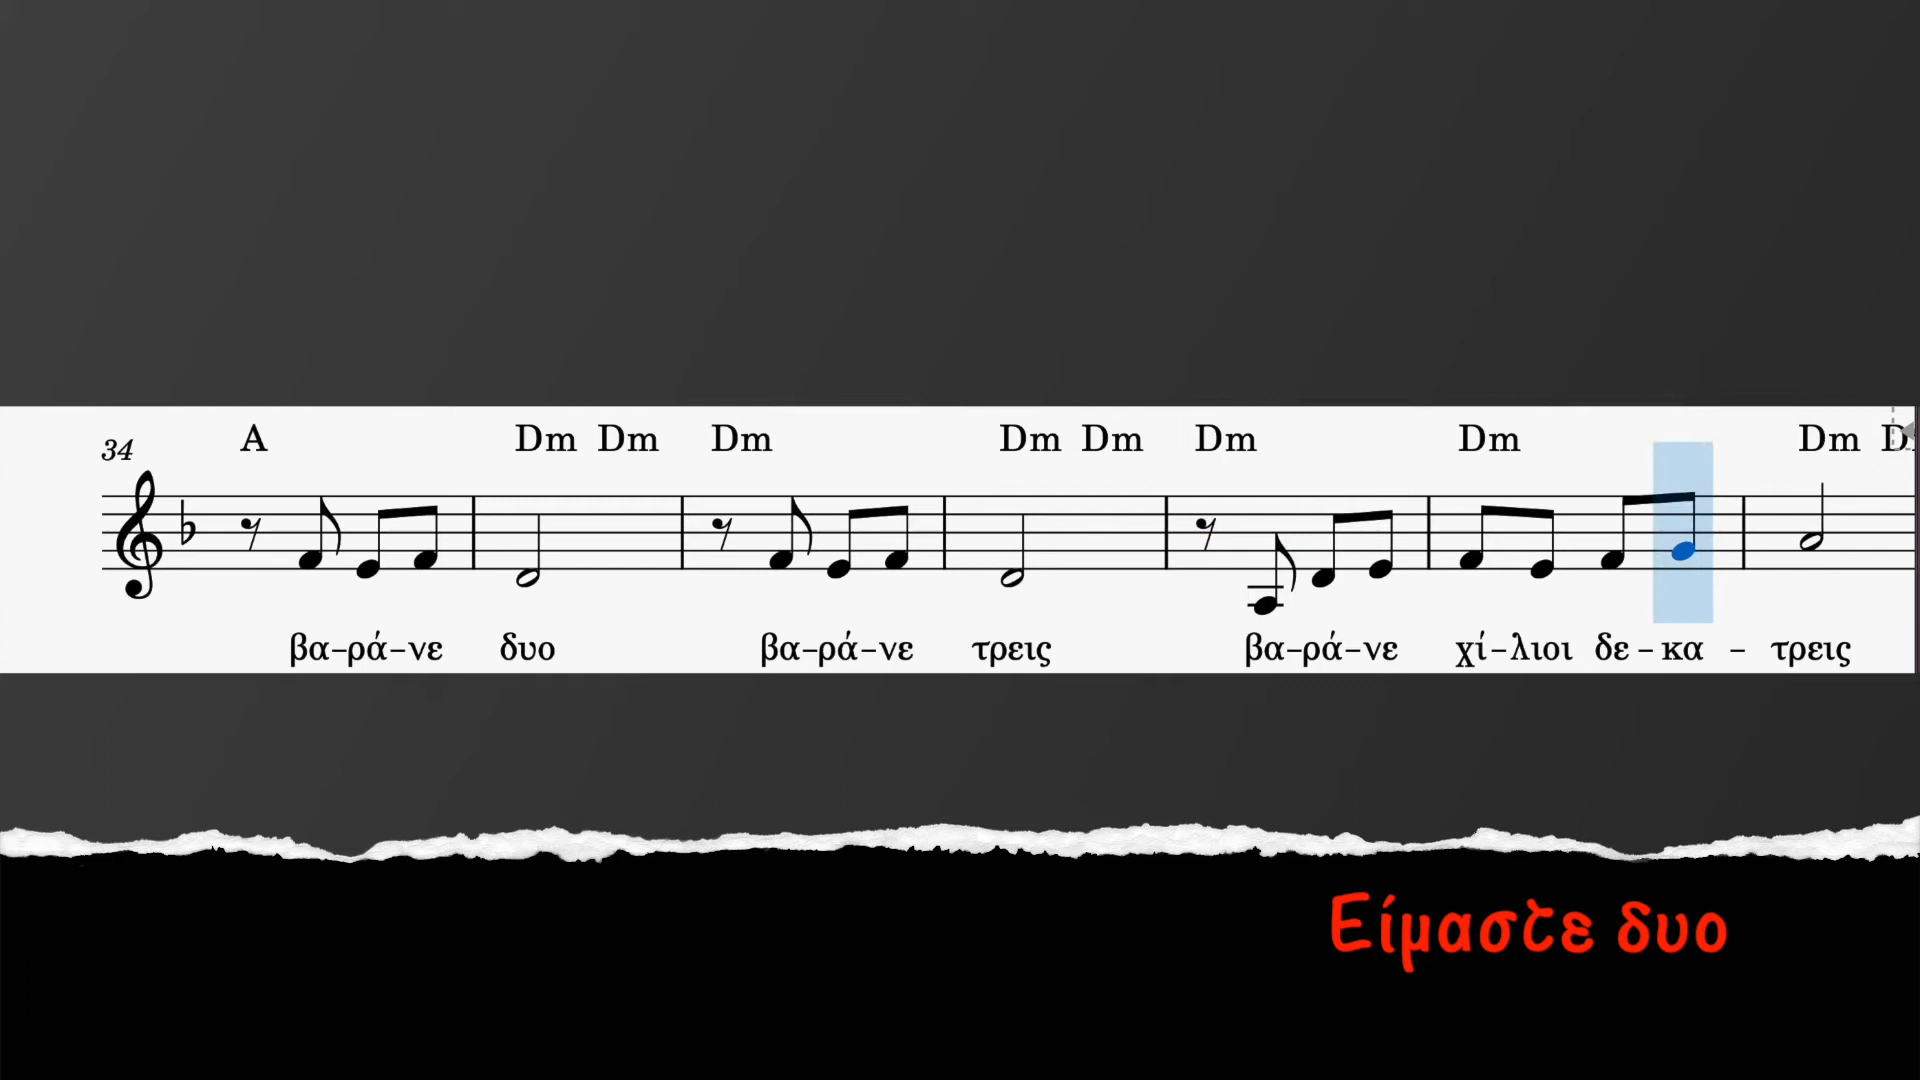 34 A Dm Dm Dm Dm Dm Dm Dm Dm
βα-ρά-νε δυο βα-ρά-νε τρεις βα-ρά-νε χί-λιοι δε-κα - τρεις
Είμαστε δυο